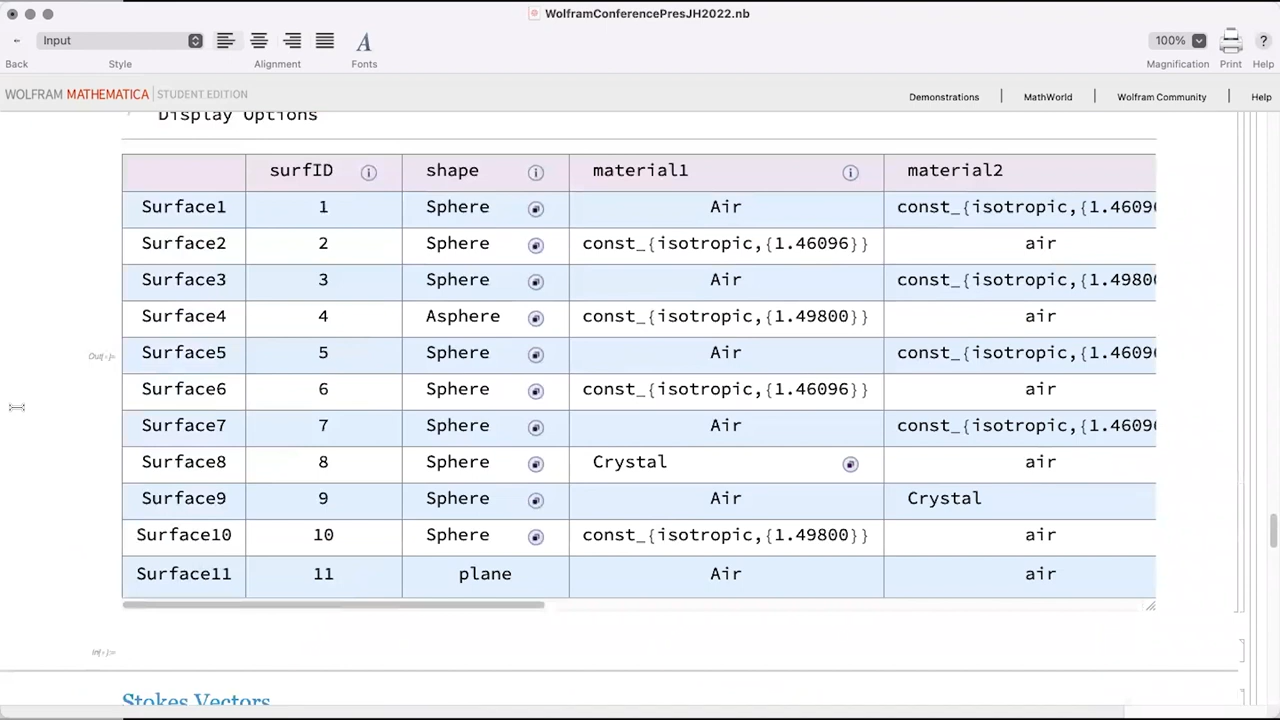 WolframConferencePresJH2022.nb
Input 100% ?
Back Style Alignment Fonts Magnification Print Help
WOLFRAM MATHEMATICA | STUDENT EDITION Demonstrations | MathWorld | Wolfram Community | Help
Display Options
surfID shape material1 material2
Surface1 1 Sphere Air const_{isotropic,{1.4609
Surface2 2 Sphere const_{isotropic,{1.46096}} air
Surface3 3 Sphere Air const_{isotropic,{1.4980
Surface4 4 Asphere const_{isotropic,{1.49800}} air
Out[•]= Surface5 5 Sphere Air const_{isotropic,{1.4609
Surface6 6 Sphere const_{isotropic,{1.46096}} air
Surface7 7 Sphere Air const_{isotropic,{1.4609
Surface8 8 Sphere Crystal air
Surface9 9 Sphere Air Crystal
Surface10 10 Sphere const_{isotropic,{1.49800}} air
Surface11 11 plane Air air
In[•]:=
Stokes Vectors